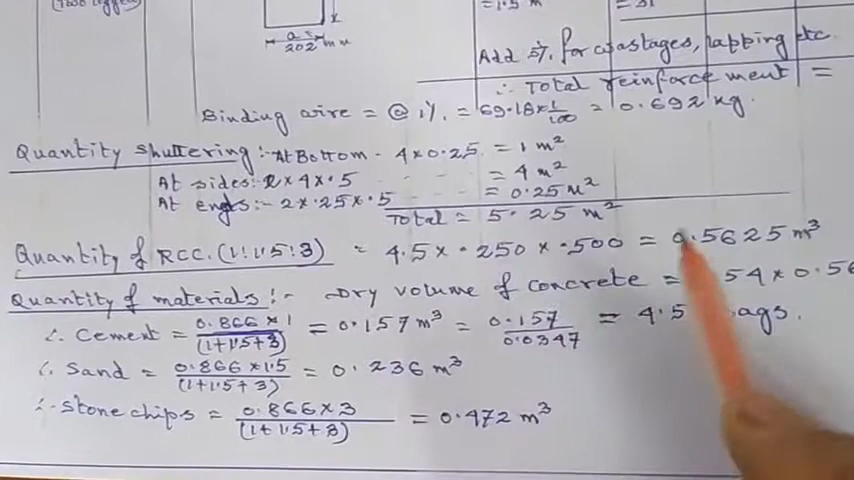 (Two legged)
202 mm
= 1.5 m
Add 5% for wastages, lapping etc.
∴ Total reinforcement =
Binding wire = @ 1% = 69.18 × 1/100 = 0.692 kg.
Quantity Shuttering :- At Bottom - 4×0.25 = 1 m²
At sides :- 2×4×.5 - - - = 4 m²
At ends :- 2×.25×.5 = 0.25 m²
Total = 5.25 m²
Quantity of RCC. (1:1.5:3) = 4.5 × .250 × .500 = 0.5625 m³
Quantity of materials :- Dry volume of concrete = .54 × 0.56
∴ Cement = 0.866×1/(1+1.5+3) = 0.157 m³ = 0.157/0.0347 = 4.5 bags.
∴ Sand = 0.866×1.5/(1+1.5+3) = 0.236 m³
∴ Stone chips = 0.866×3/(1+1.5+3) = 0.472 m³